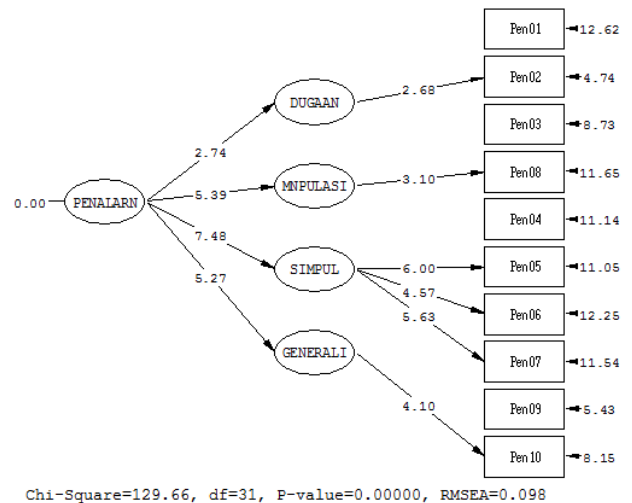 Pen01
12.62
Pen02
4.74
DUGAAN
2.68
Pen03
8.73
2.74
Pen08
11.65
MNPULASI
3.10
5.39
0.00
PENALARN
Pen04
11.14
7.48
Pen05
11.05
SIMPUL
6.00
4.57
5.27
5.63
Pen06
12.25
GENERALI
Pen07
11.54
4.10
Pen09
5.43
Pen10
8.15
Chi-Square=129.66, df=31, P-value=0.00000, RMSEA=0.098